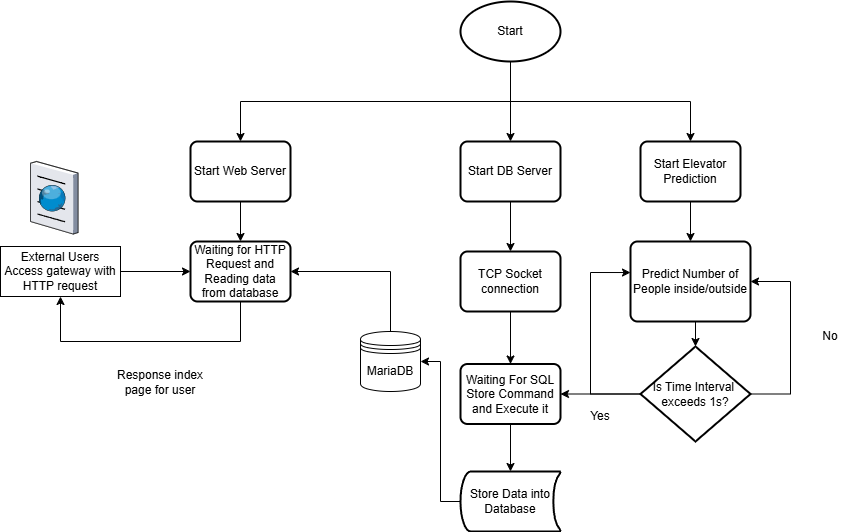 Start
Start Web Server
Start DB Server
Start Elevator
Prediction
External Users
Access gateway with
HTTP request
Waiting for HTTP
Request and
Reading data
from database
TCP Socket
connection
Predict Number of
People inside/outside
No
Response index
page for user
MariaDB
Waiting For SQL
Store Command
and Execute it
Is Time Interval
exceeds 1s?
Yes
Store Data into
Database